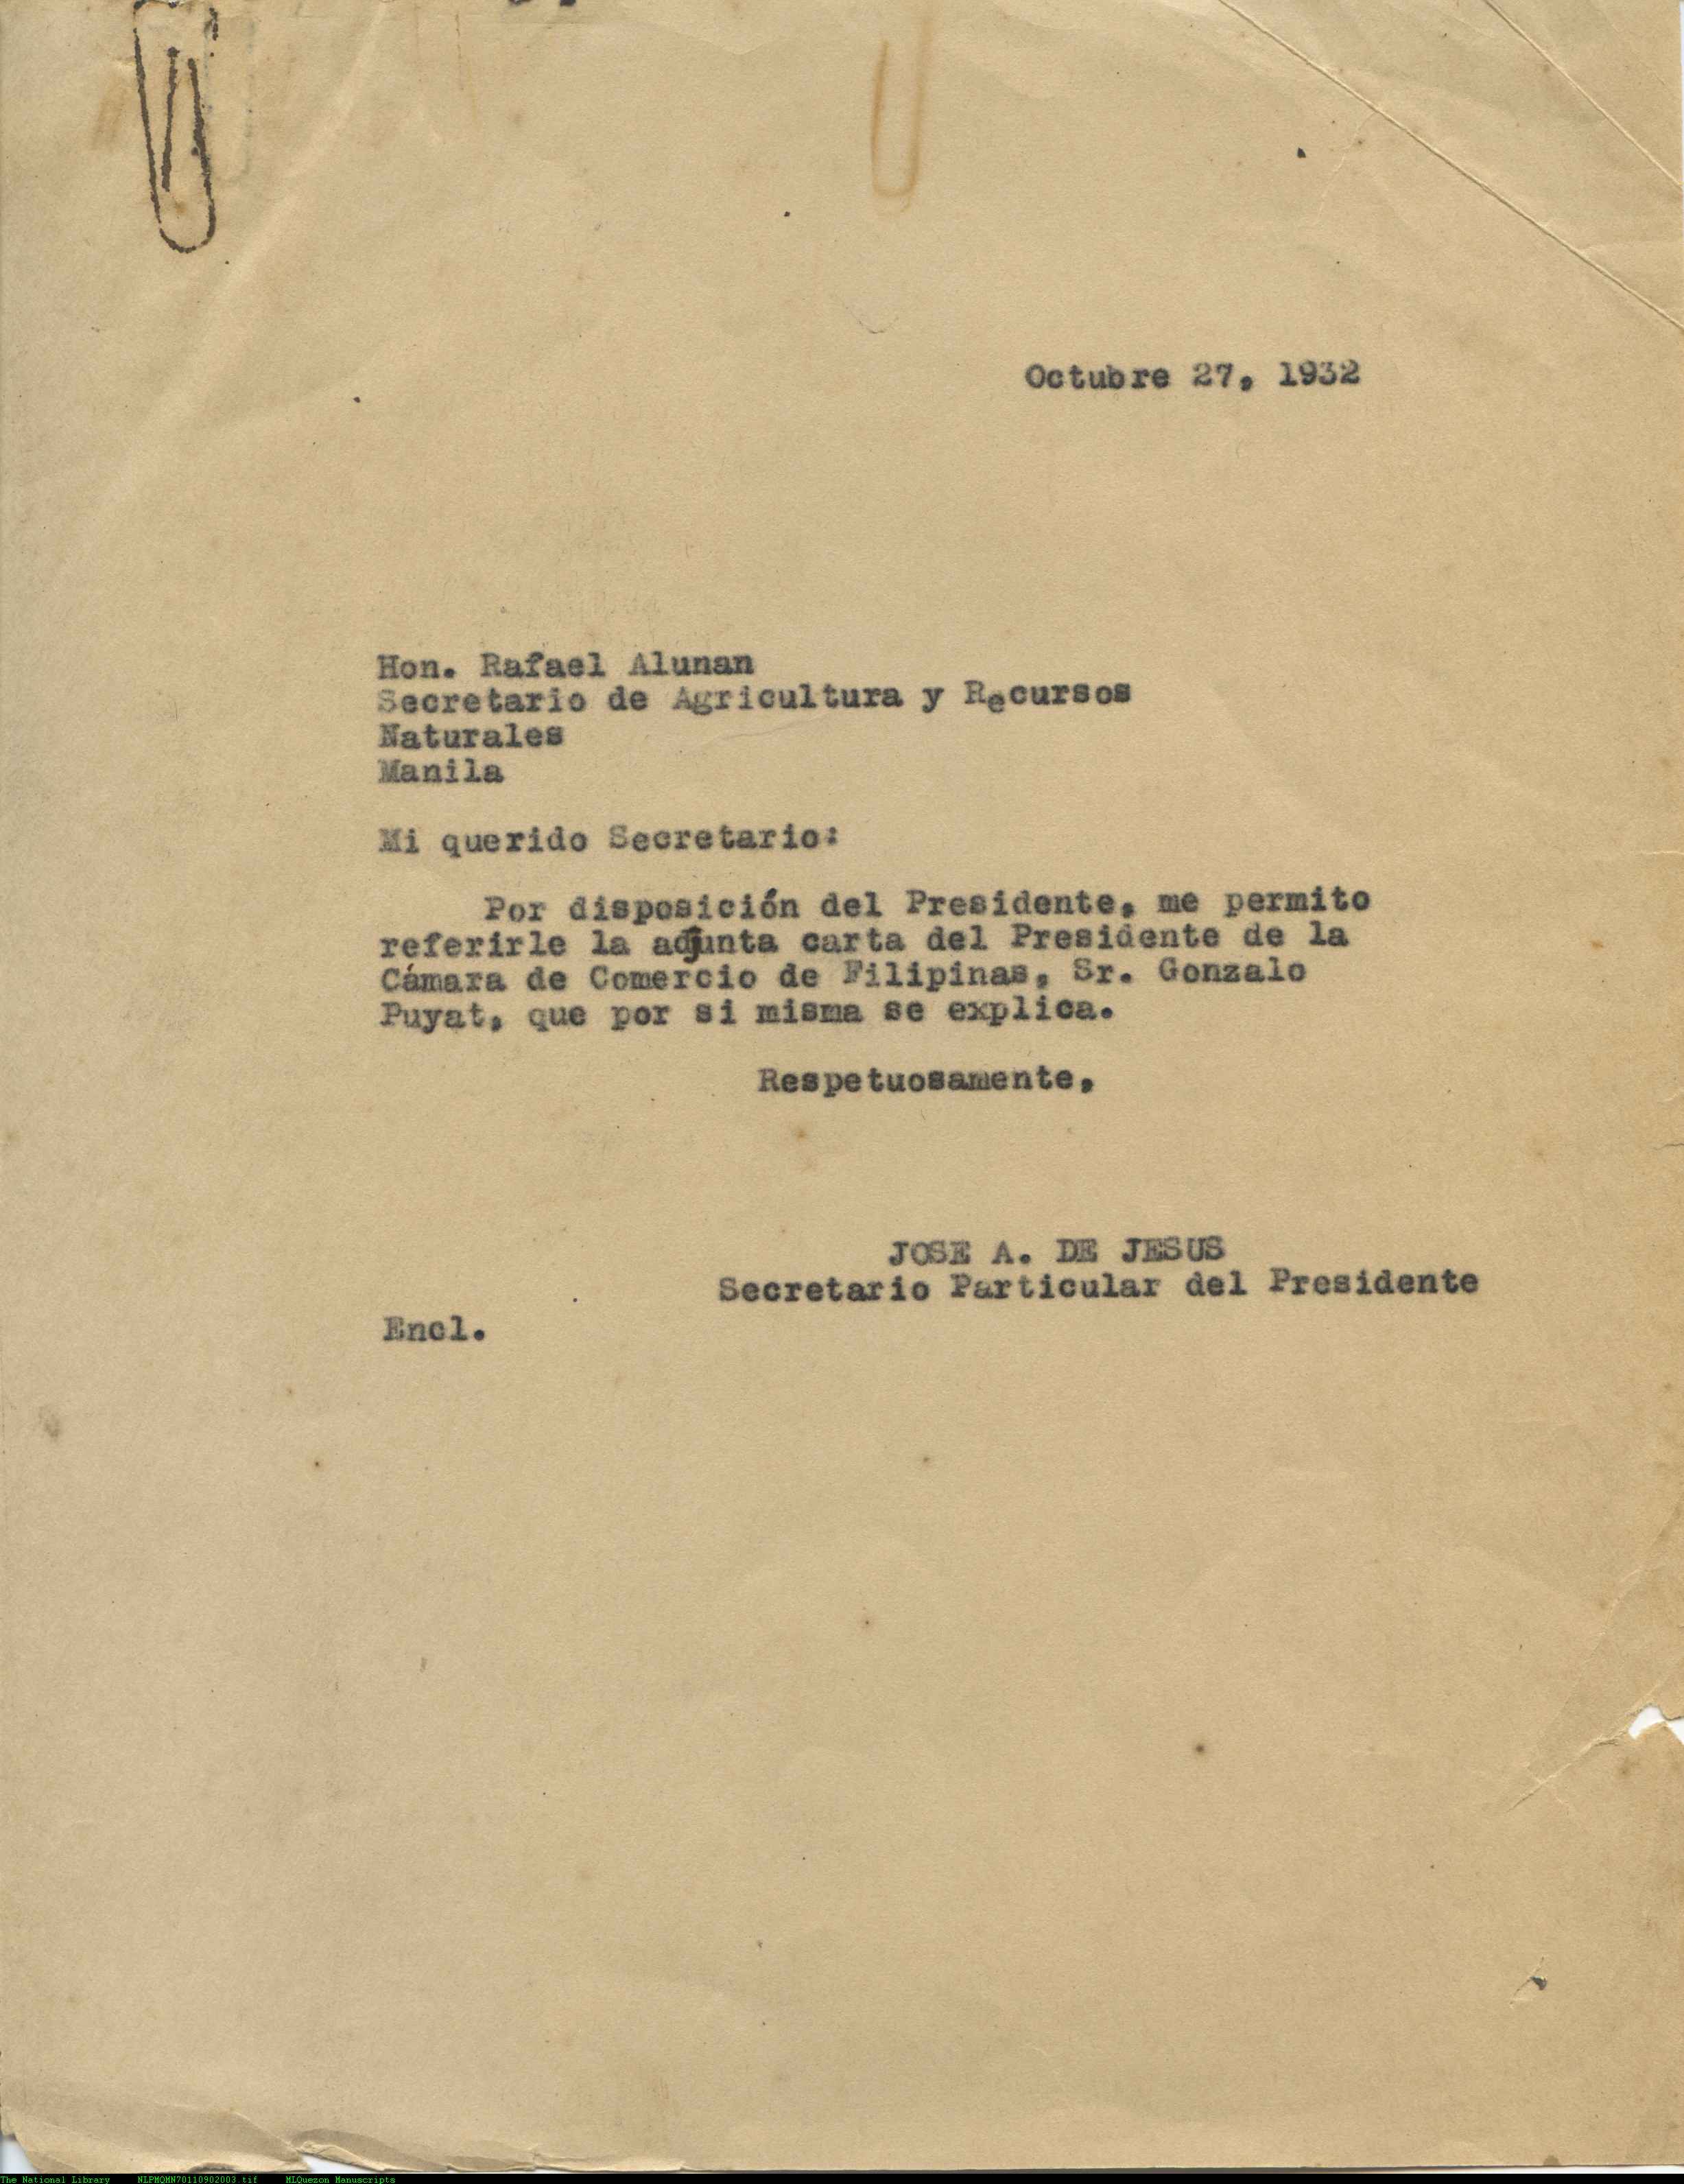 Octubre 27, 1932
Hon. Rafael Alunan
Secretario de Agricultura y Recursos
Naturales
Manila
Mi querido Secretario:
Por disposición del Presidente, me permito
referirle la adjunta carta del Presidente de la
Cámara de Comercio de Filipinas, Sr. Gonzalo
Puyat, que por si misma se explica.
Respetuosamente,
JOSE A. DE JESUS
Secretario Particular del Presidente
Encl.
The National Library NLPMQMN70110902003.tif MLQuezon Manuscripts